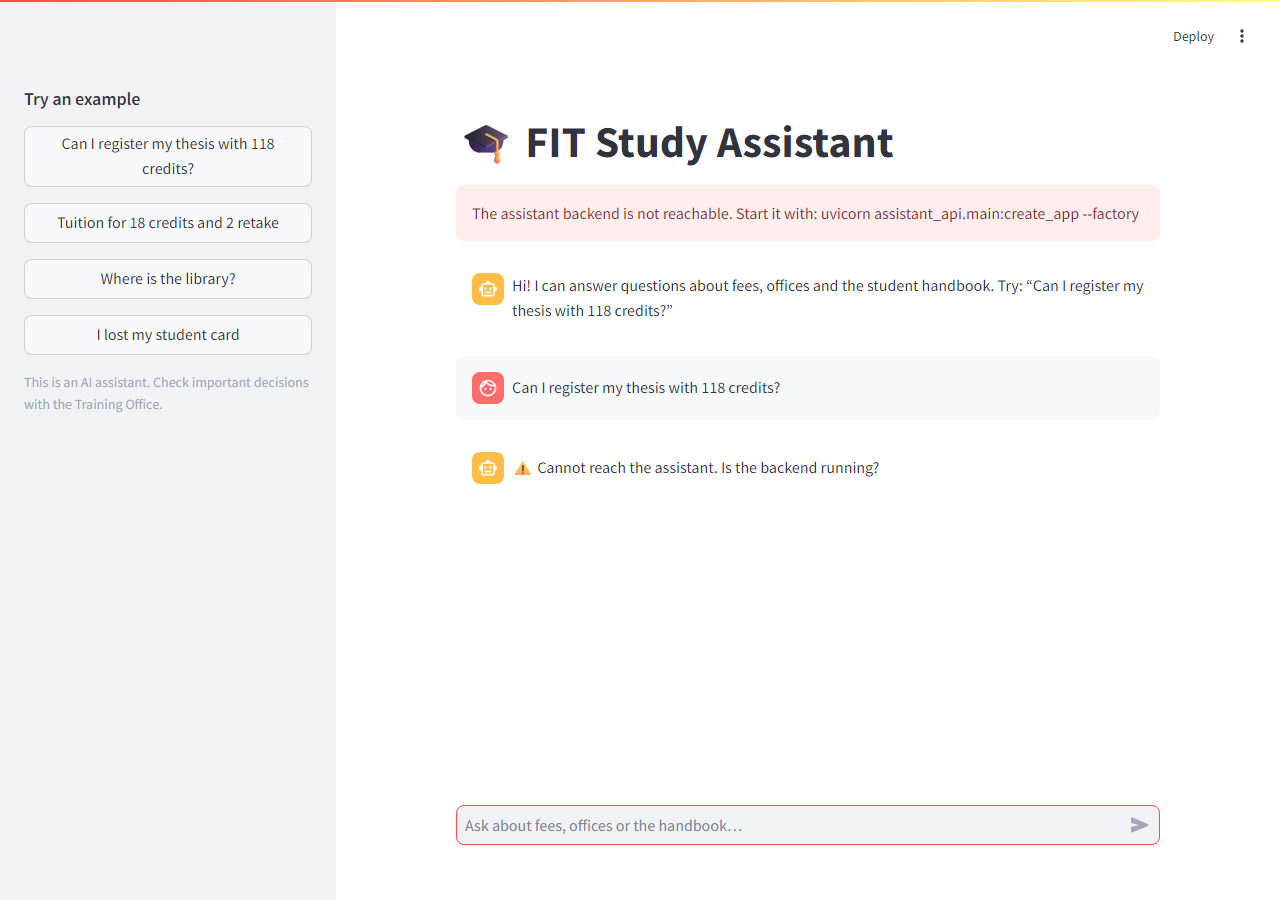 Deploy
Try an example
Can I register my thesis with 118
credits?
Tuition for 18 credits and 2 retake
Where is the library?
I lost my student card
This is an AI assistant. Check important decisions
with the Training Office.
FIT Study Assistant
The assistant backend is not reachable. Start it with: uvicorn assistant_api.main:create_app --factory
Hi! I can answer questions about fees, offices and the student handbook. Try: “Can I register my
thesis with 118 credits?”
Can I register my thesis with 118 credits?
⚠️ Cannot reach the assistant. Is the backend running?
Ask about fees, offices or the handbook…